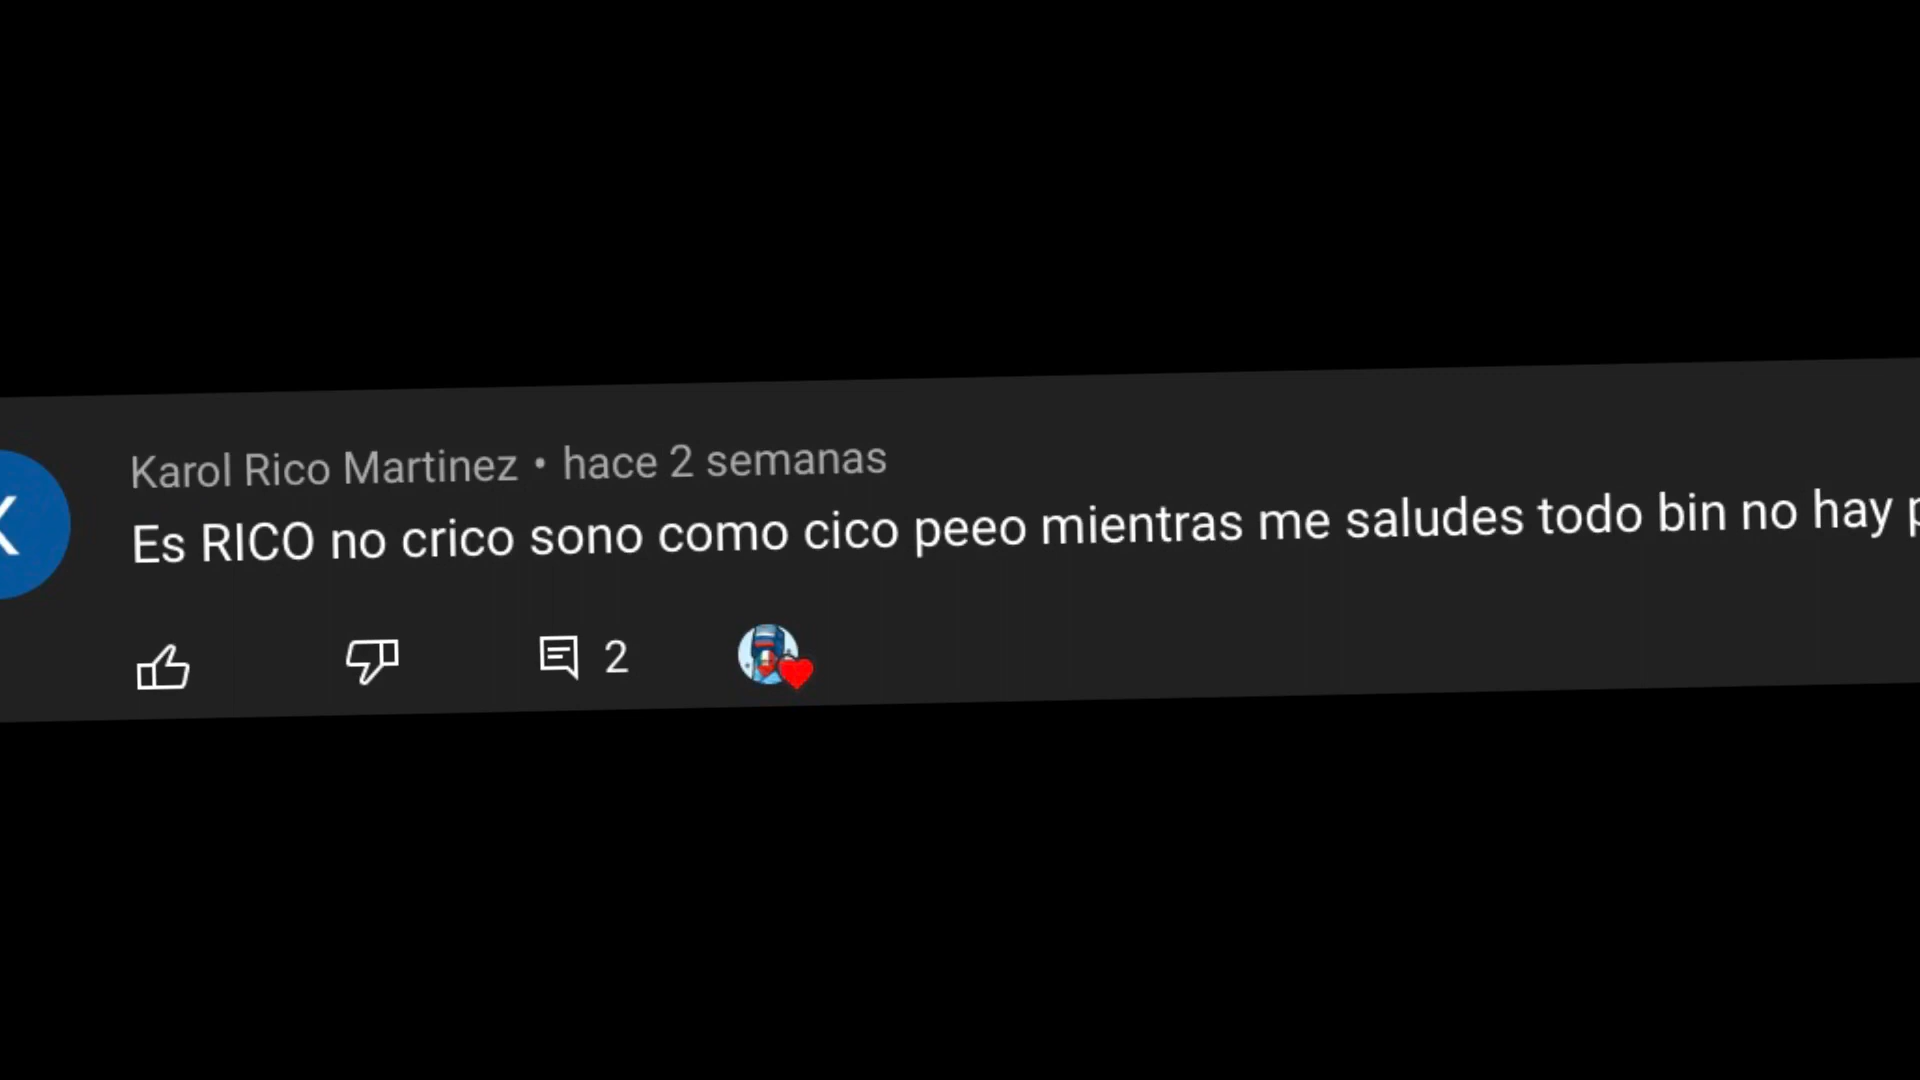 K
Karol Rico Martinez • hace 2 semanas
Es RICO no crico sono como cico peeo mientras me saludes todo bin no hay
2